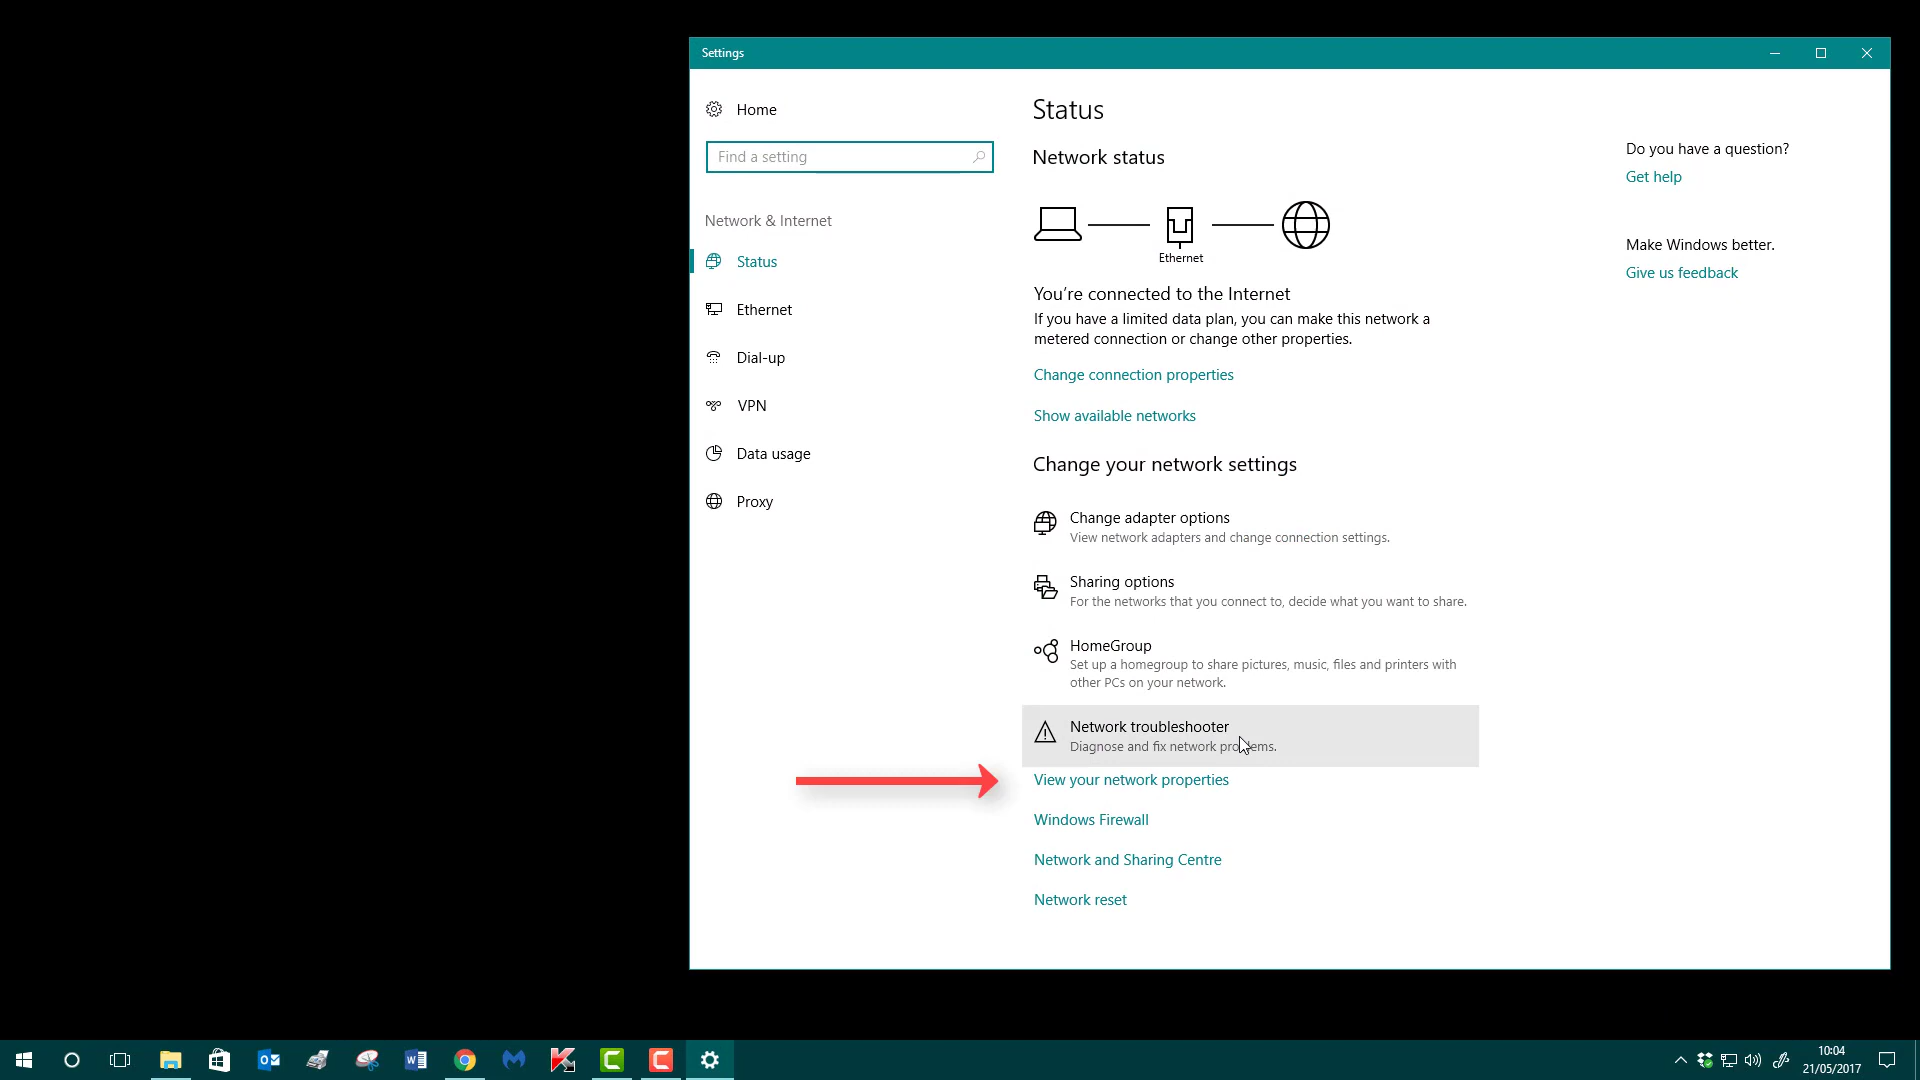 Settings
Home
Find a setting
Network & Internet
Status
Ethernet
Dial-up
VPN
Data usage
Proxy
Status
Network status
Ethernet
You're connected to the Internet
If you have a limited data plan, you can make this network a
metered connection or change other properties.
Change connection properties
Show available networks
Change your network settings
Change adapter options
View network adapters and change connection settings.
Sharing options
For the networks that you connect to, decide what you want to share.
HomeGroup
Set up a homegroup to share pictures, music, files and printers with
other PCs on your network.
Network troubleshooter
Diagnose and fix network problems.
View your network properties
Windows Firewall
Network and Sharing Centre
Network reset
Do you have a question?
Get help
Make Windows better.
Give us feedback
10:04
21/05/2017